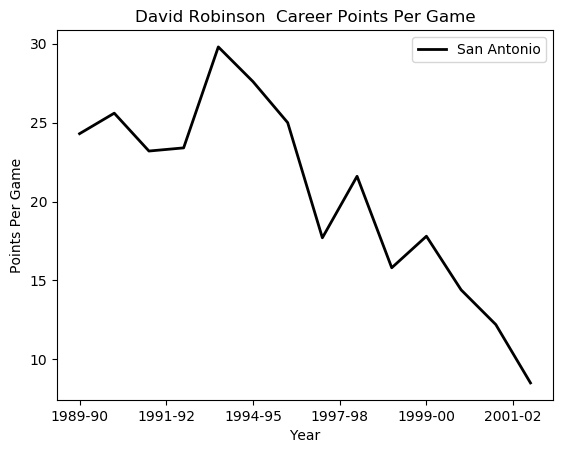 David Robinson  Career Points Per Game
San Antonio
30
25
20
15
10
Points Per Game
1989-90 1991-92 1994-95 1997-98 1999-00 2001-02
Year